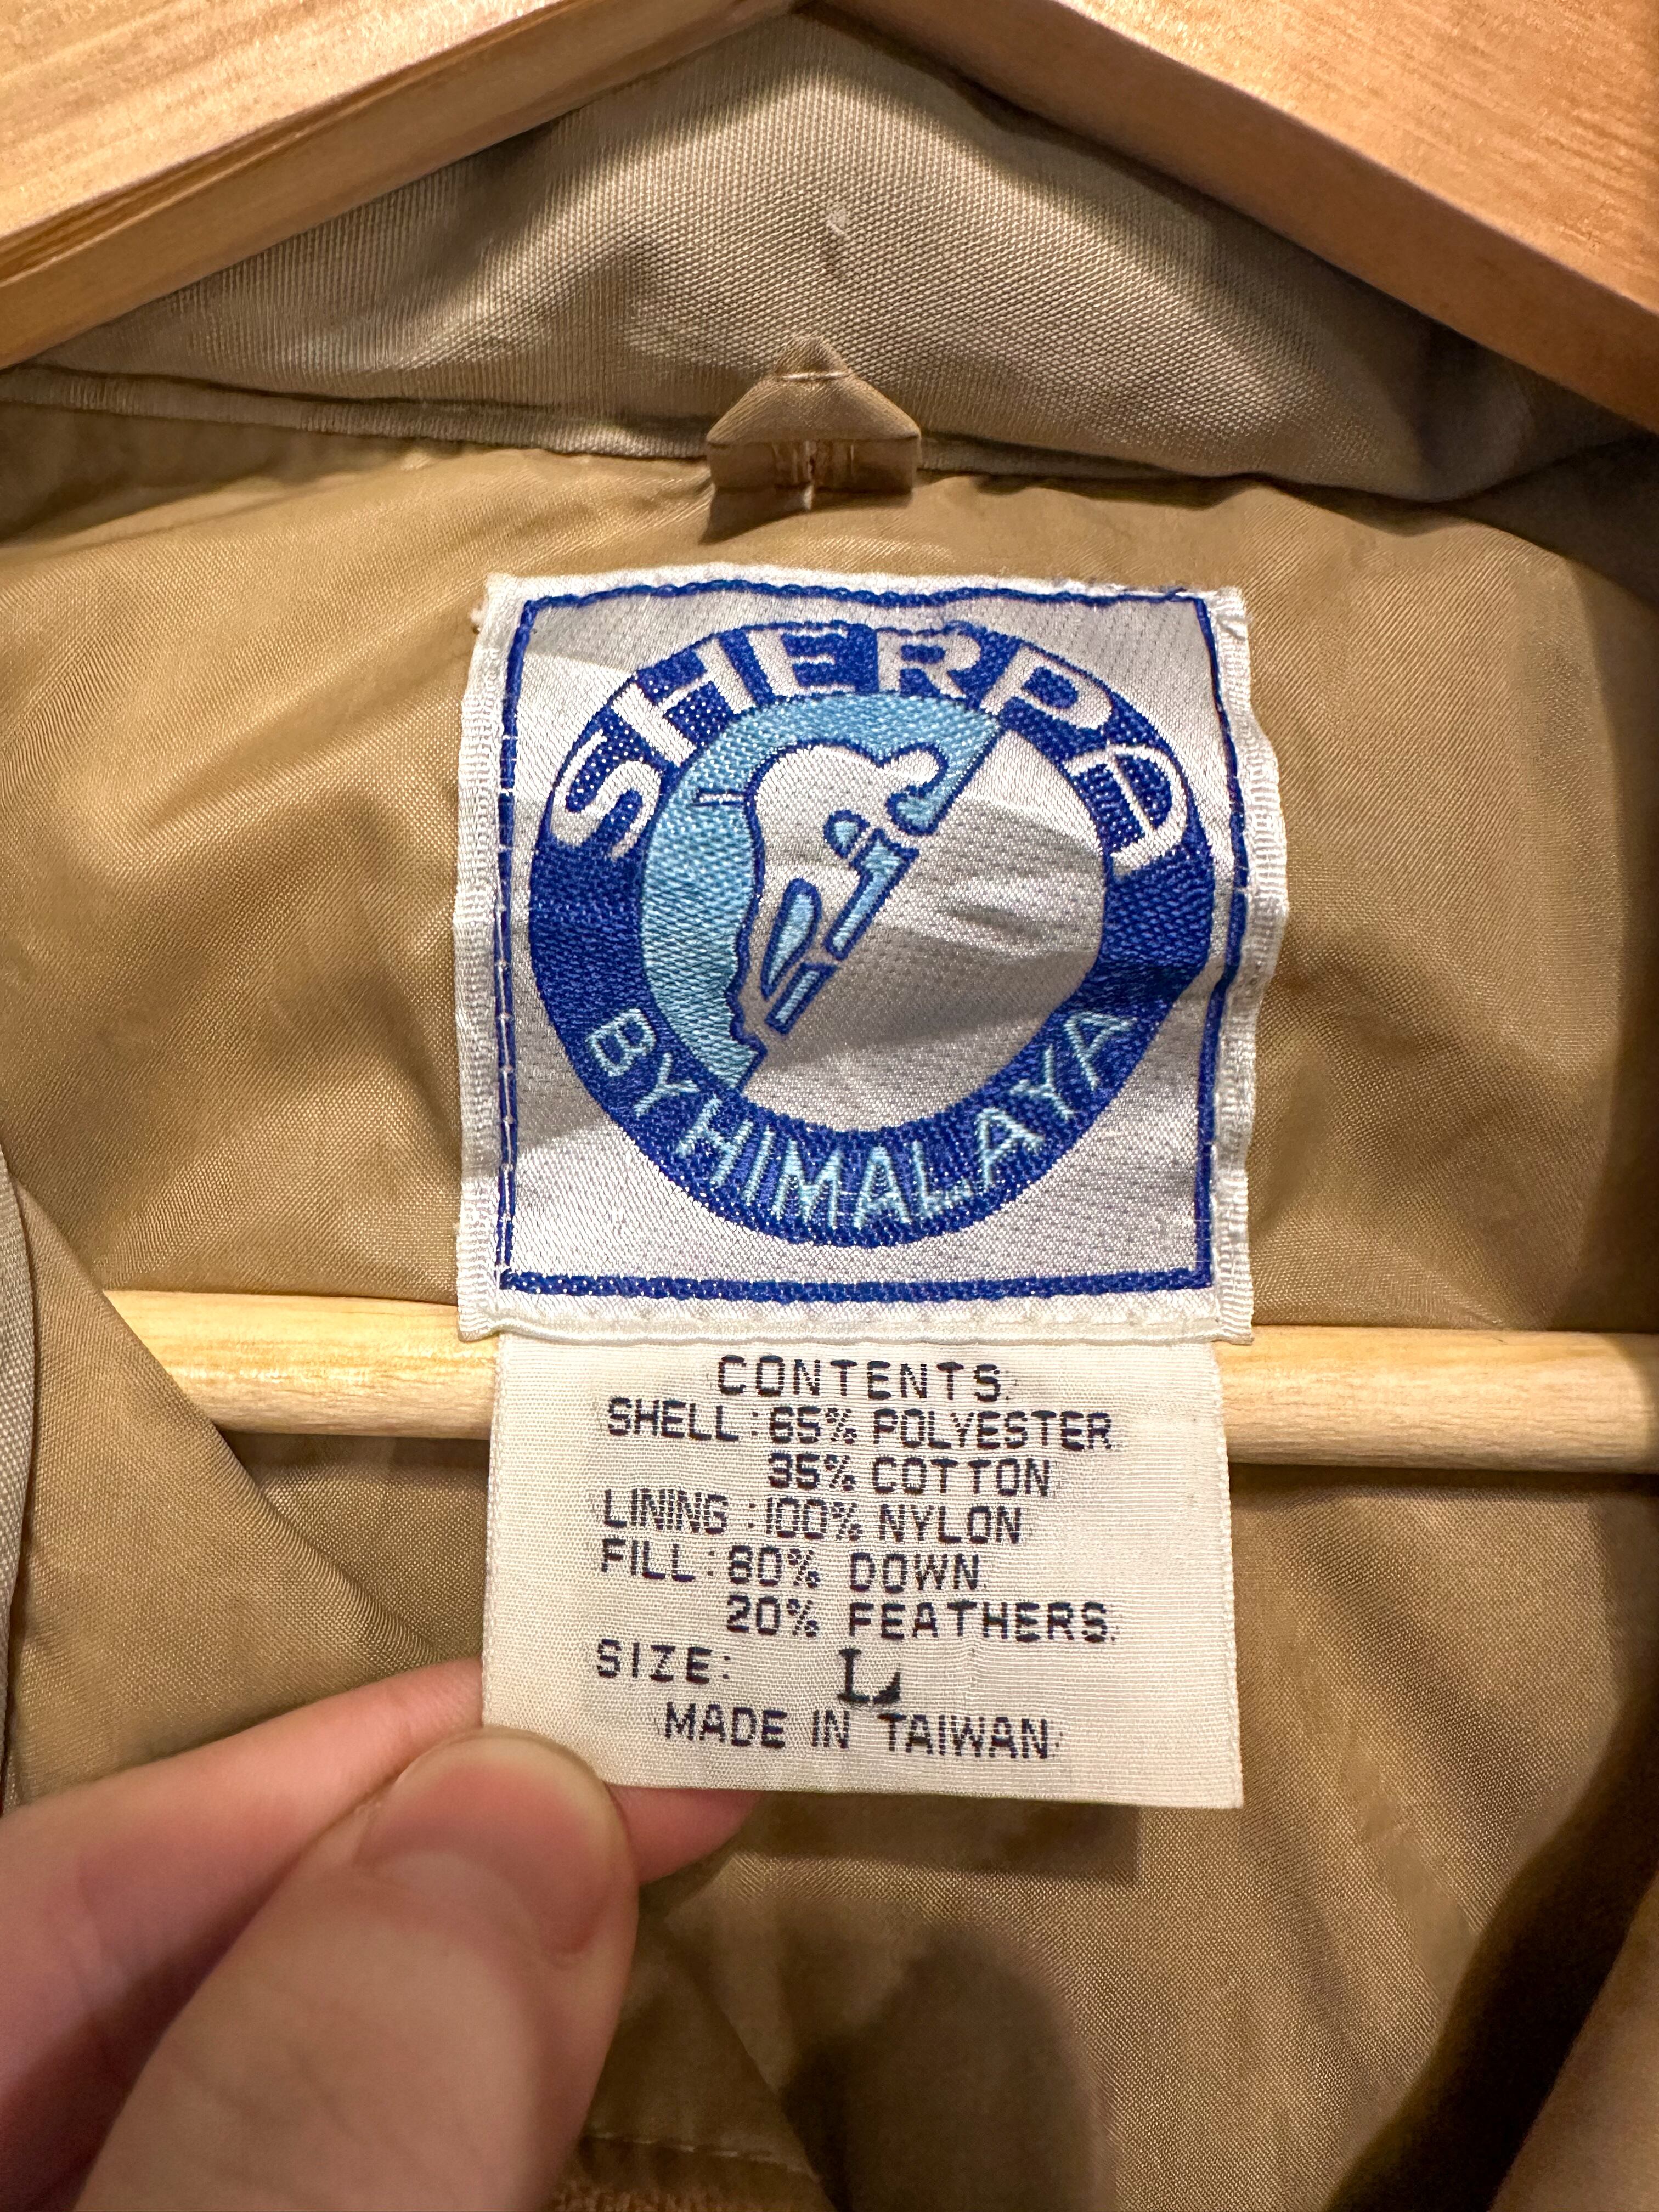 SHERPA
BY HIMALAYA
CONTENTS.
SHELL: 65% POLYESTER
35% COTTON.
LINING: 100% NYLON
FILL: 80% DOWN.
20% FEATHERS.
SIZE: L
MADE IN TAIWAN.